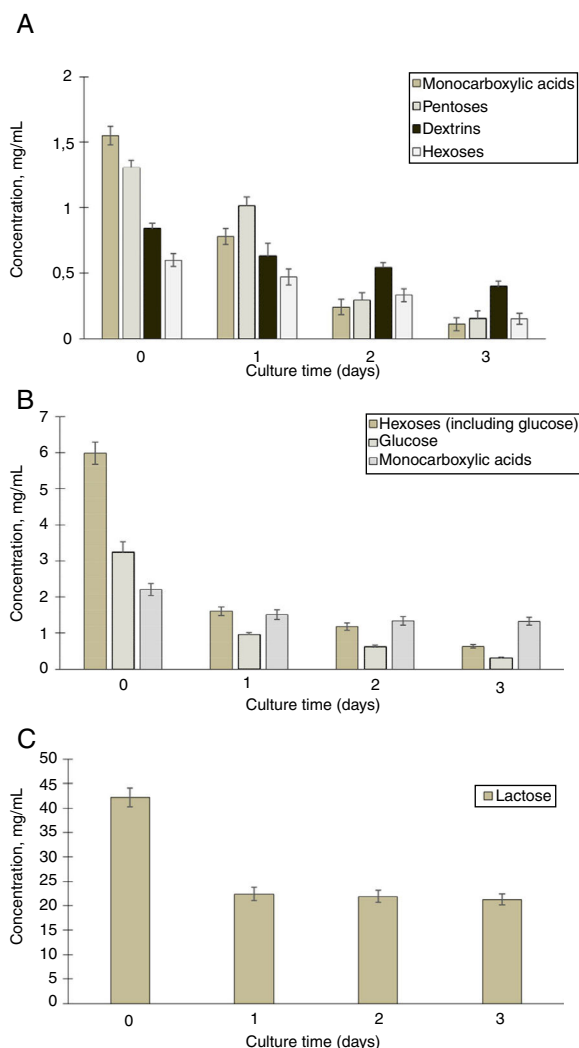 A
Concentration, mg/mL
2
1,5
1
0,5
0
Monocarboxylic acids
Pentoses
Dextrins
Hexoses
0 1 2 3
Culture time (days)
B
Concentration, mg/mL
7
6
5
4
3
2
1
0
Hexoses (including glucose)
Glucose
Monocarboxylic acids
0 1 2 3
Culture time (days)
C
Concentration, mg/mL
50
45
40
35
30
25
20
15
10
5
0
Lactose
0 1 2 3
Culture time (days)